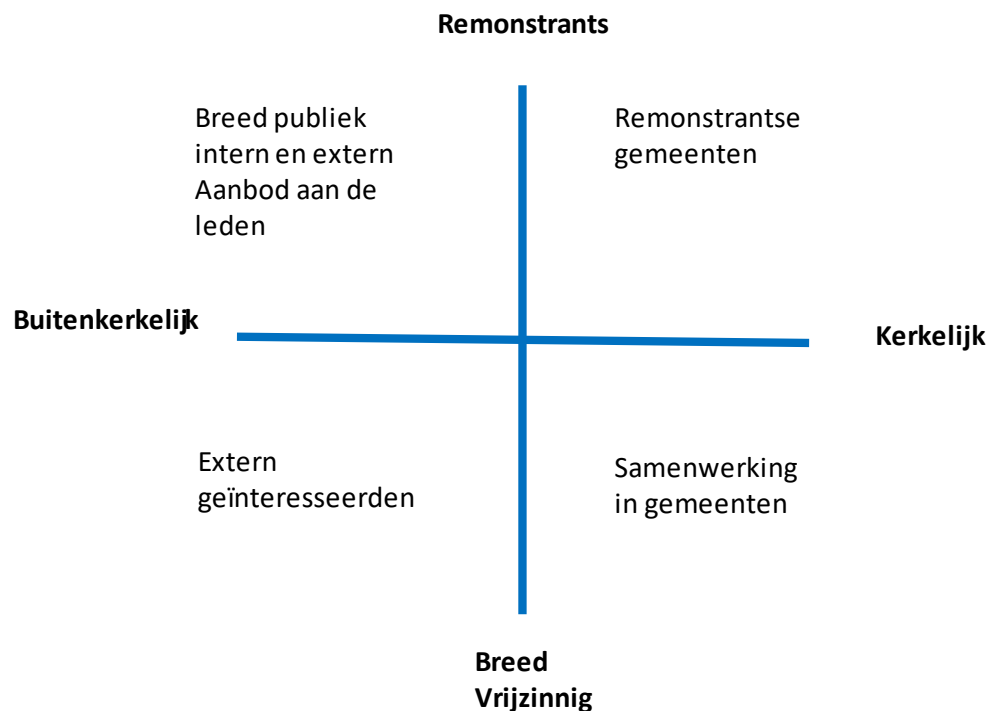 Remonstrants
Breed publiek
intern en extern
Aanbod aan de
leden
Remonstrantse
gemeenten
Buitenkerkelijk
Kerkelijk
Extern
geïnteresseerden
Samenwerking
in gemeenten
Breed
Vrijzinnig